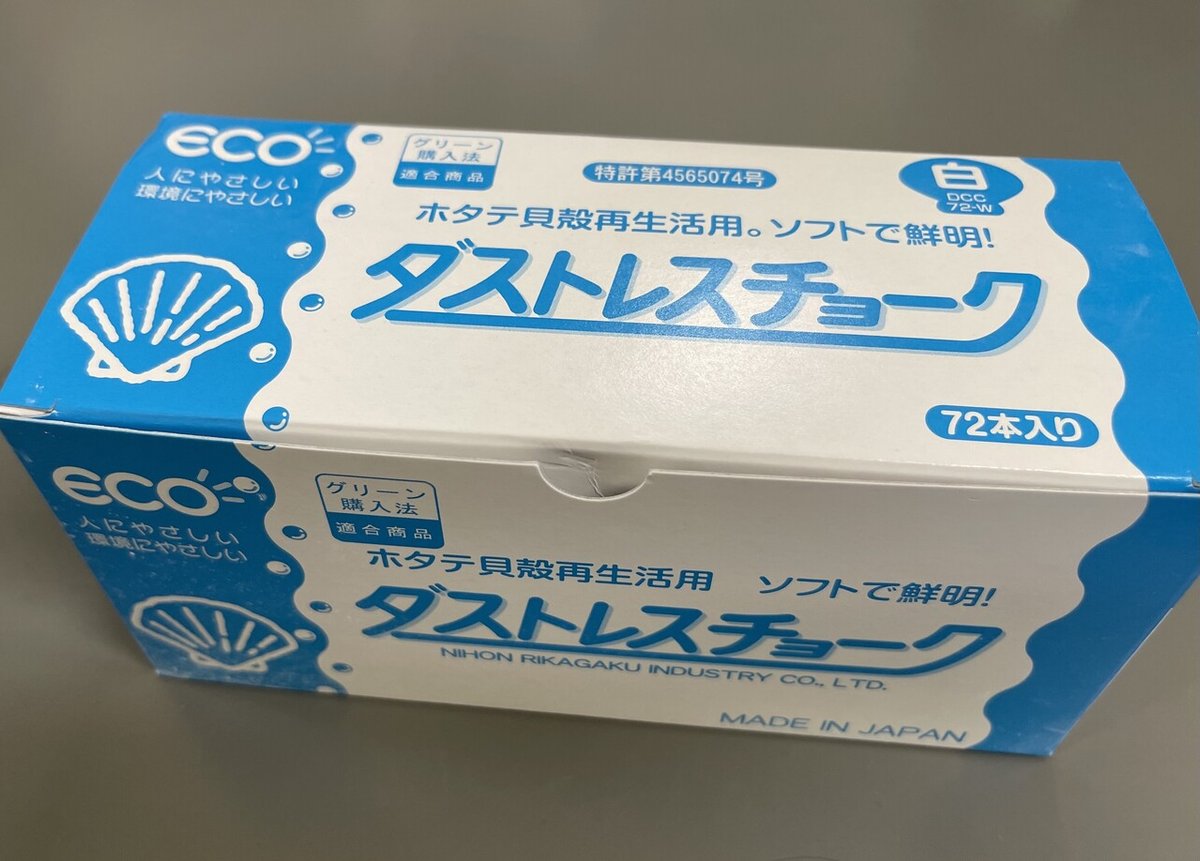 ECO
人にやさしい
環境にやさしい
グリーン
購入法
適合商品
特許第4565074号
白
DCC
72-W
ホタテ貝殻再生活用。ソフトで鮮明!
ダストレスチョーク
72本入り
ECO
人にやさしい
環境にやさしい
グリーン
購入法
適合商品
ホタテ貝殻再生活用 ソフトで鮮明!
ダストレスチョーク
NIHON RIKAGAKU INDUSTRY CO., LTD.
MADE IN JAPAN